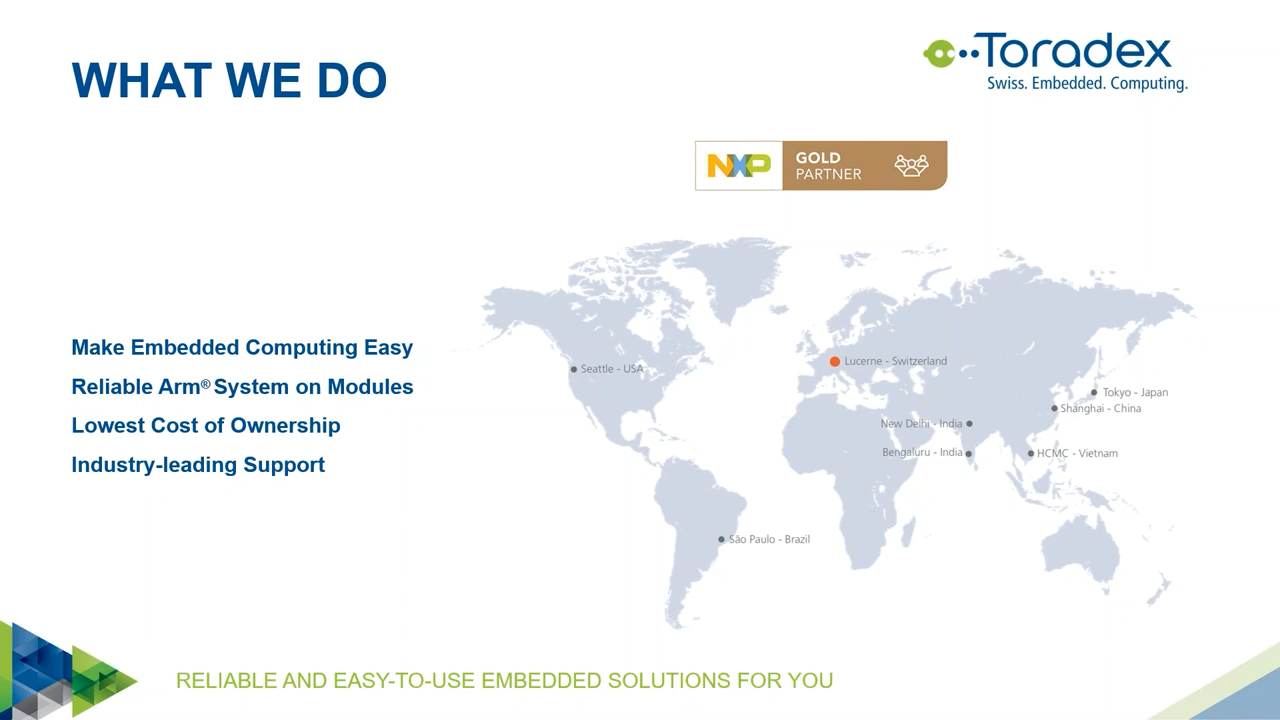 WHAT WE DO
Toradex
Swiss. Embedded. Computing.
NXP
GOLD
PARTNER
Make Embedded Computing Easy
Reliable Arm® System on Modules
Lowest Cost of Ownership
Industry-leading Support
Seattle - USA
Lucerne - Switzerland
Tokyo - Japan
Shanghai - China
New Delhi - India
Bengaluru - India
HCMC - Vietnam
São Paulo - Brazil
RELIABLE AND EASY-TO-USE EMBEDDED SOLUTIONS FOR YOU